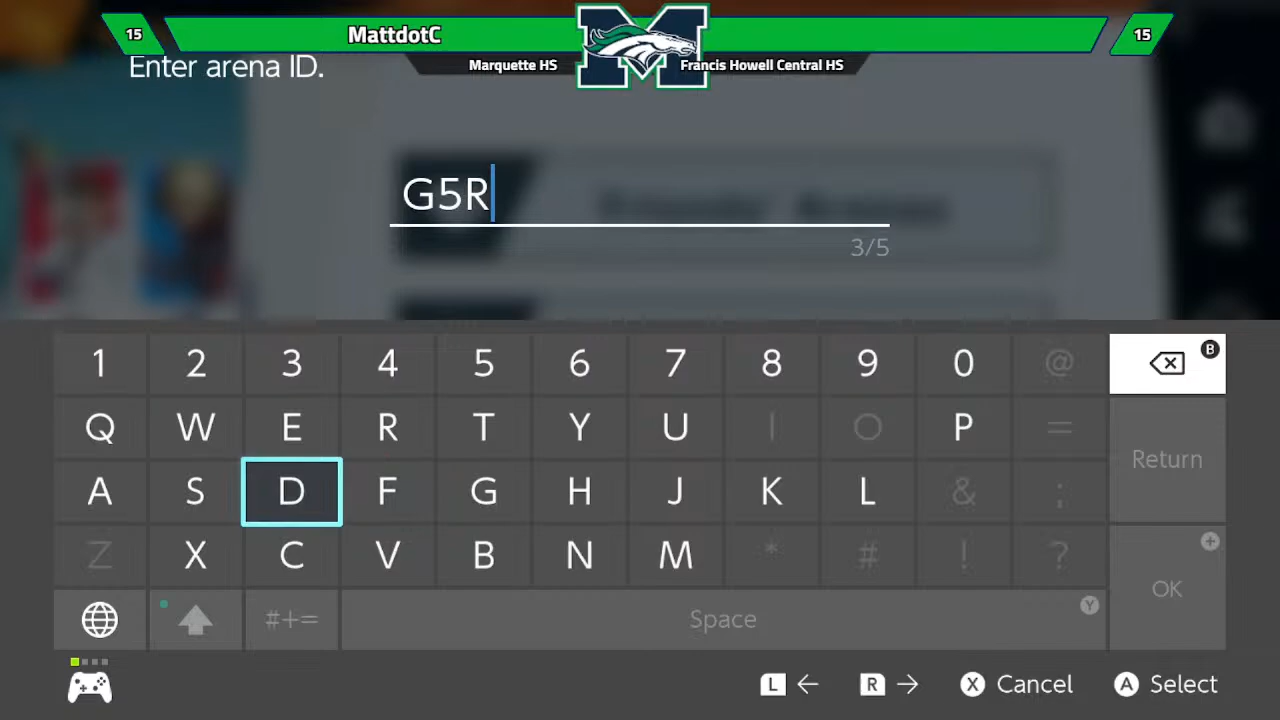 15 MattdotC M 15
Marquette HS Francis Howell Central HS
Enter arena ID.
G5R
3/5
1 2 3 4 5 6 7 8 9 0 @ B
Q W E R T Y U I O P =
Return
A S D F G H J K L & ;
Z X C V B N M * # ! ? +
OK
#+= Space Y
L ← R → X Cancel A Select